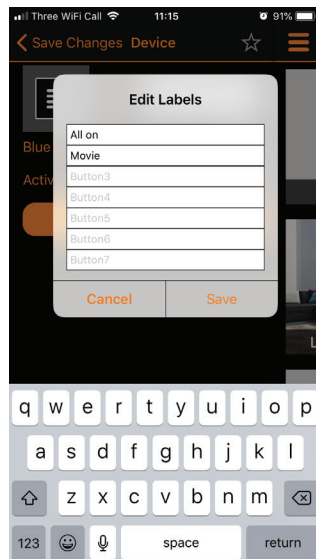 Three WiFi Call 11:15 91%
Save Changes Device
Edit Labels
All on
Movie
Button3
Button4
Button5
Button6
Button7
Blue
Activ
Cancel Save
L
q w e r t y u i o p
a s d f g h j k l
z x c v b n m
123 space return